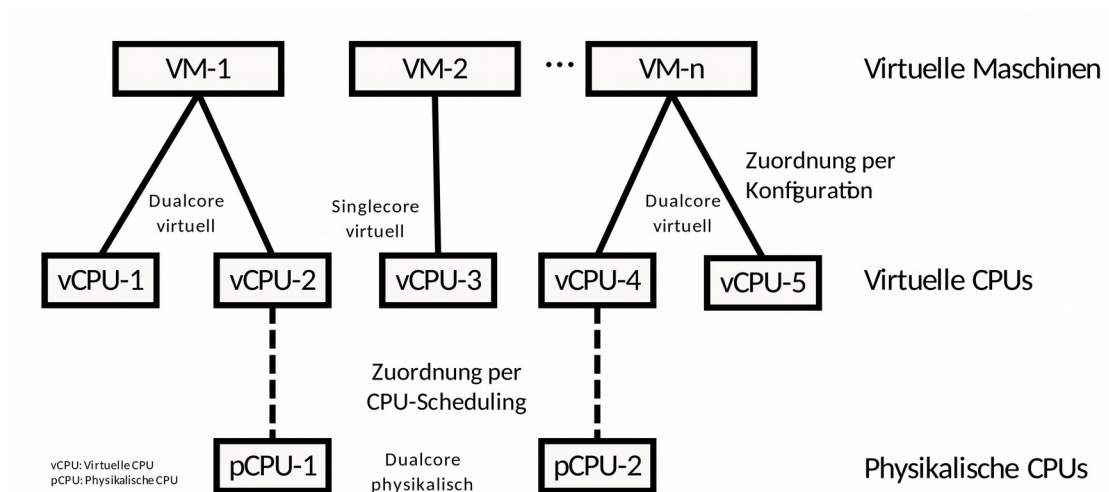 VM-1
VM-2
...
VM-n
Virtuelle Maschinen
Zuordnung per
Konfiguration
Dualcore
virtuell
Singlecore
virtuell
Dualcore
virtuell
vCPU-1
vCPU-2
vCPU-3
vCPU-4
vCPU-5
Virtuelle CPUs
Zuordnung per
CPU-Scheduling
vCPU: Virtuelle CPU
pCPU: Physikalische CPU
pCPU-1
Dualcore
physikalisch
pCPU-2
Physikalische CPUs